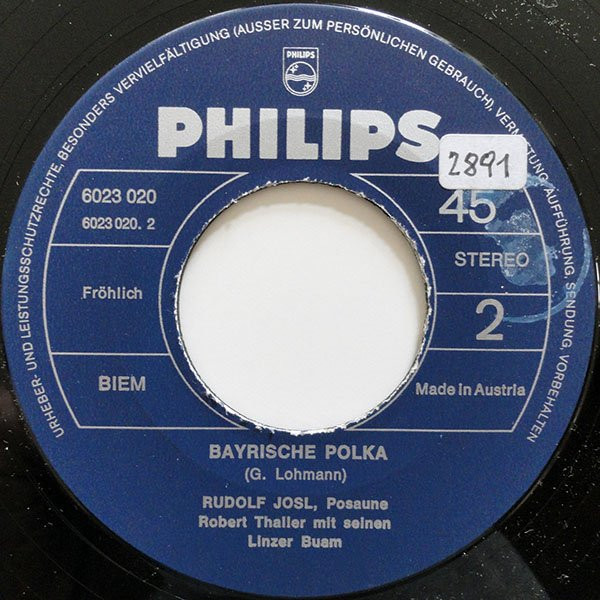 URHEBER- UND LEISTUNGSSCHUTZRECHTE, BESONDERS VERVIELFÄLTIGUNG (AUSSER ZUM PERSÖNLICHEN GEBRAUCH), VERMIETUNG, AUFFÜHRUNG, SENDUNG, VORBEHALTEN
PHILIPS
PHILIPS
2891
6023 020
6023 020. 2
45
STEREO
Fröhlich
2
BIEM
Made in Austria
BAYRISCHE POLKA
(G. Lohmann)
RUDOLF JOSL, Posaune
Robert Thaller mit seinen
Linzer Buam